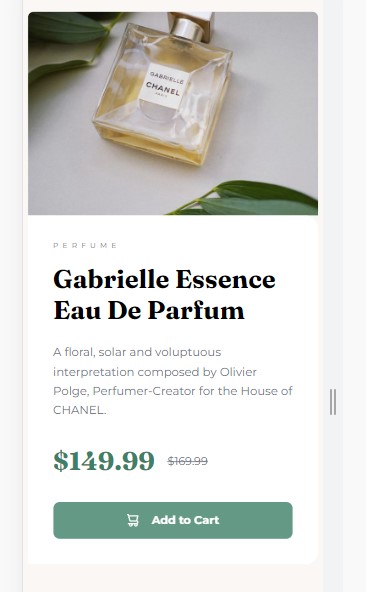 GABRIELLE
CHANEL
PARIS
PERFUME
Gabrielle Essence
Eau De Parfum
A floral, solar and voluptuous
interpretation composed by Olivier
Polge, Perfumer-Creator for the House of
CHANEL.
$149.99 $169.99
Add to Cart